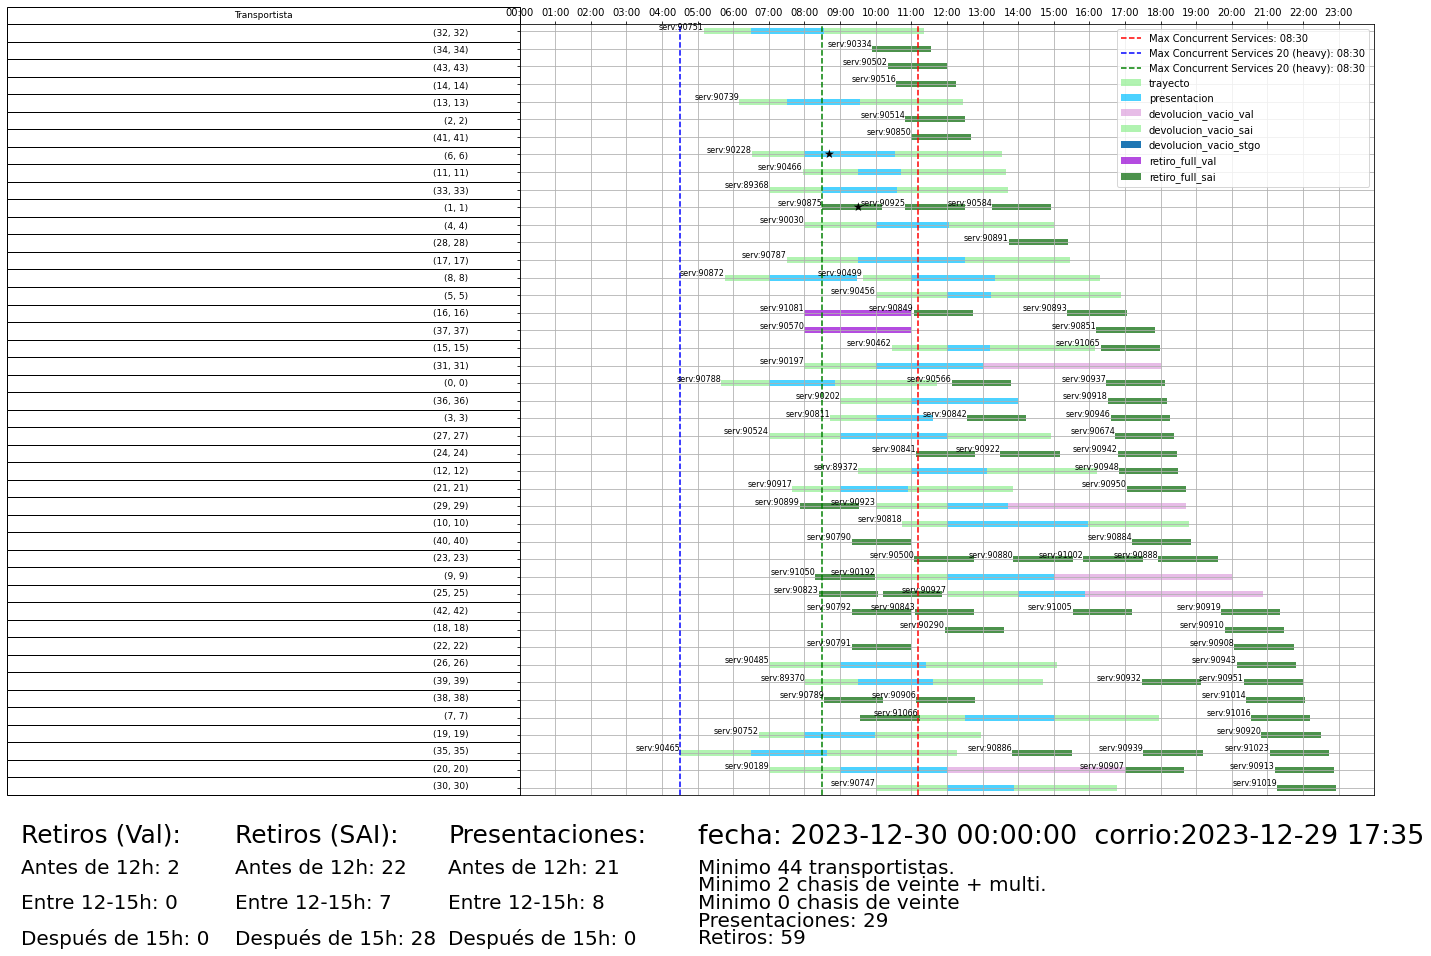 Transportista
00:00 01:00 02:00 03:00 04:00 05:00 06:00 07:00 08:00 09:00 10:00 11:00 12:00 13:00 14:00 15:00 16:00 17:00 18:00 19:00 20:00 21:00 22:00 23:00
Max Concurrent Services: 08:30
Max Concurrent Services 20 (heavy): 08:30
Max Concurrent Services 20 (heavy): 08:30
trayecto
presentacion
devolucion_vacio_val
devolucion_vacio_sai
devolucion_vacio_stgo
retiro_full_val
retiro_full_sai
(32, 32) serv:90751
(34, 34) serv:90334
(43, 43) serv:90502
(14, 14) serv:90516
(13, 13) serv:90739
(2, 2) serv:90514
(41, 41) serv:90850
(6, 6) serv:90228
(11, 11) serv:90466
(33, 33) serv:89368
(1, 1) serv:90875 serv:90925 serv:90584
(4, 4) serv:90030
(28, 28) serv:90891
(17, 17) serv:90787
(8, 8) serv:90872 serv:90499
(5, 5) serv:90456
(16, 16) serv:91081 serv:90849 serv:90893
(37, 37) serv:90570 serv:90851
(15, 15) serv:90462 serv:91065
(31, 31) serv:90197
(0, 0) serv:90788 serv:90566 serv:90937
(36, 36) serv:90202 serv:90918
(3, 3) serv:90811 serv:90842 serv:90946
(27, 27) serv:90524 serv:90674
(24, 24) serv:90841 serv:90922 serv:90942
(12, 12) serv:89372 serv:90948
(21, 21) serv:90917 serv:90950
(29, 29) serv:90899 serv:90923
(10, 10) serv:90818
(40, 40) serv:90790 serv:90884
(23, 23) serv:90500 serv:90880 serv:91002 serv:90888
(9, 9) serv:91050 serv:90192
(25, 25) serv:90823 serv:90927
(42, 42) serv:90792 serv:90843 serv:91005 serv:90919
(18, 18) serv:90290 serv:90910
(22, 22) serv:90791 serv:90908
(26, 26) serv:90485 serv:90943
(39, 39) serv:89370 serv:90932 serv:90951
(38, 38) serv:90789 serv:90906 serv:91014
(7, 7) serv:91066 serv:91016
(19, 19) serv:90752 serv:90920
(35, 35) serv:90465 serv:90886 serv:90939 serv:91023
(20, 20) serv:90189 serv:90907 serv:90913
(30, 30) serv:90747 serv:91019
Retiros (Val):
Antes de 12h: 2
Entre 12-15h: 0
Después de 15h: 0
Retiros (SAI):
Antes de 12h: 22
Entre 12-15h: 7
Después de 15h: 28
Presentaciones:
Antes de 12h: 21
Entre 12-15h: 8
Después de 15h: 0
fecha: 2023-12-30 00:00:00 corrio:2023-12-29 17:35
Minimo 44 transportistas.
Minimo 2 chasis de veinte + multi.
Minimo 0 chasis de veinte
Presentaciones: 29
Retiros: 59